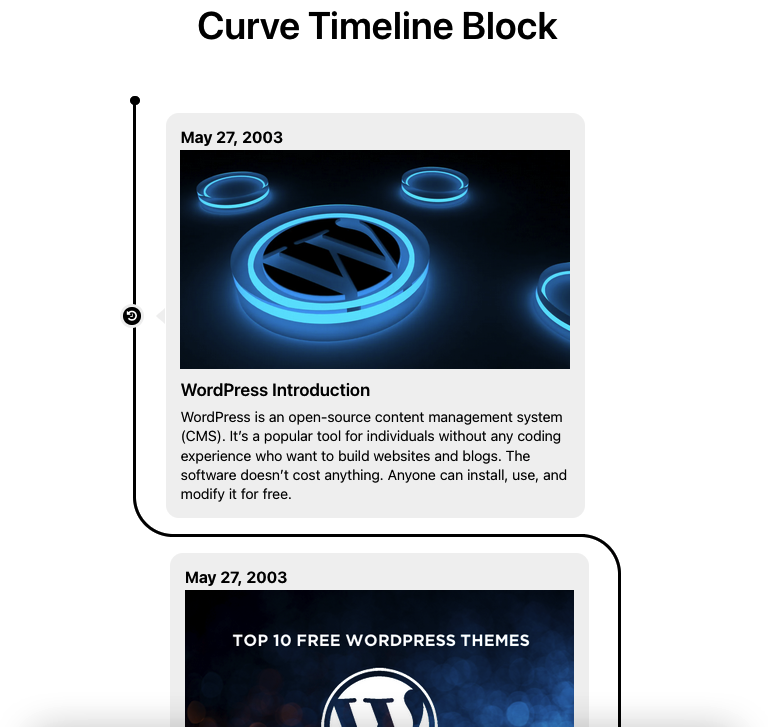 Curve Timeline Block
May 27, 2003
WordPress Introduction
WordPress is an open-source content management system
(CMS). It’s a popular tool for individuals without any coding
experience who want to build websites and blogs. The
software doesn’t cost anything. Anyone can install, use, and
modify it for free.
May 27, 2003
TOP 10 FREE WORDPRESS THEMES